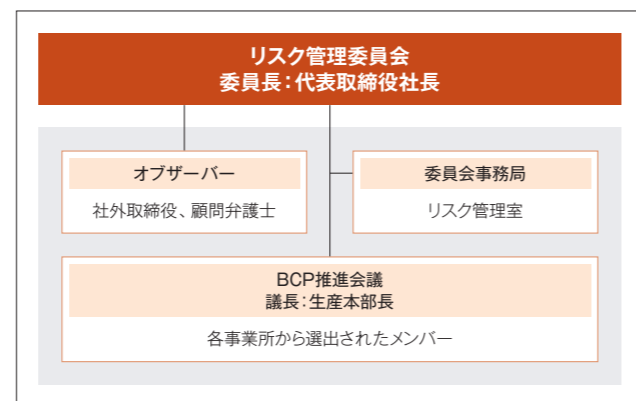 リスク管理委員会
委員長：代表取締役社長
オブザーバー
社外取締役、顧問弁護士
委員会事務局
リスク管理室
BCP推進会議
議長：生産本部長
各事業所から選出されたメンバー